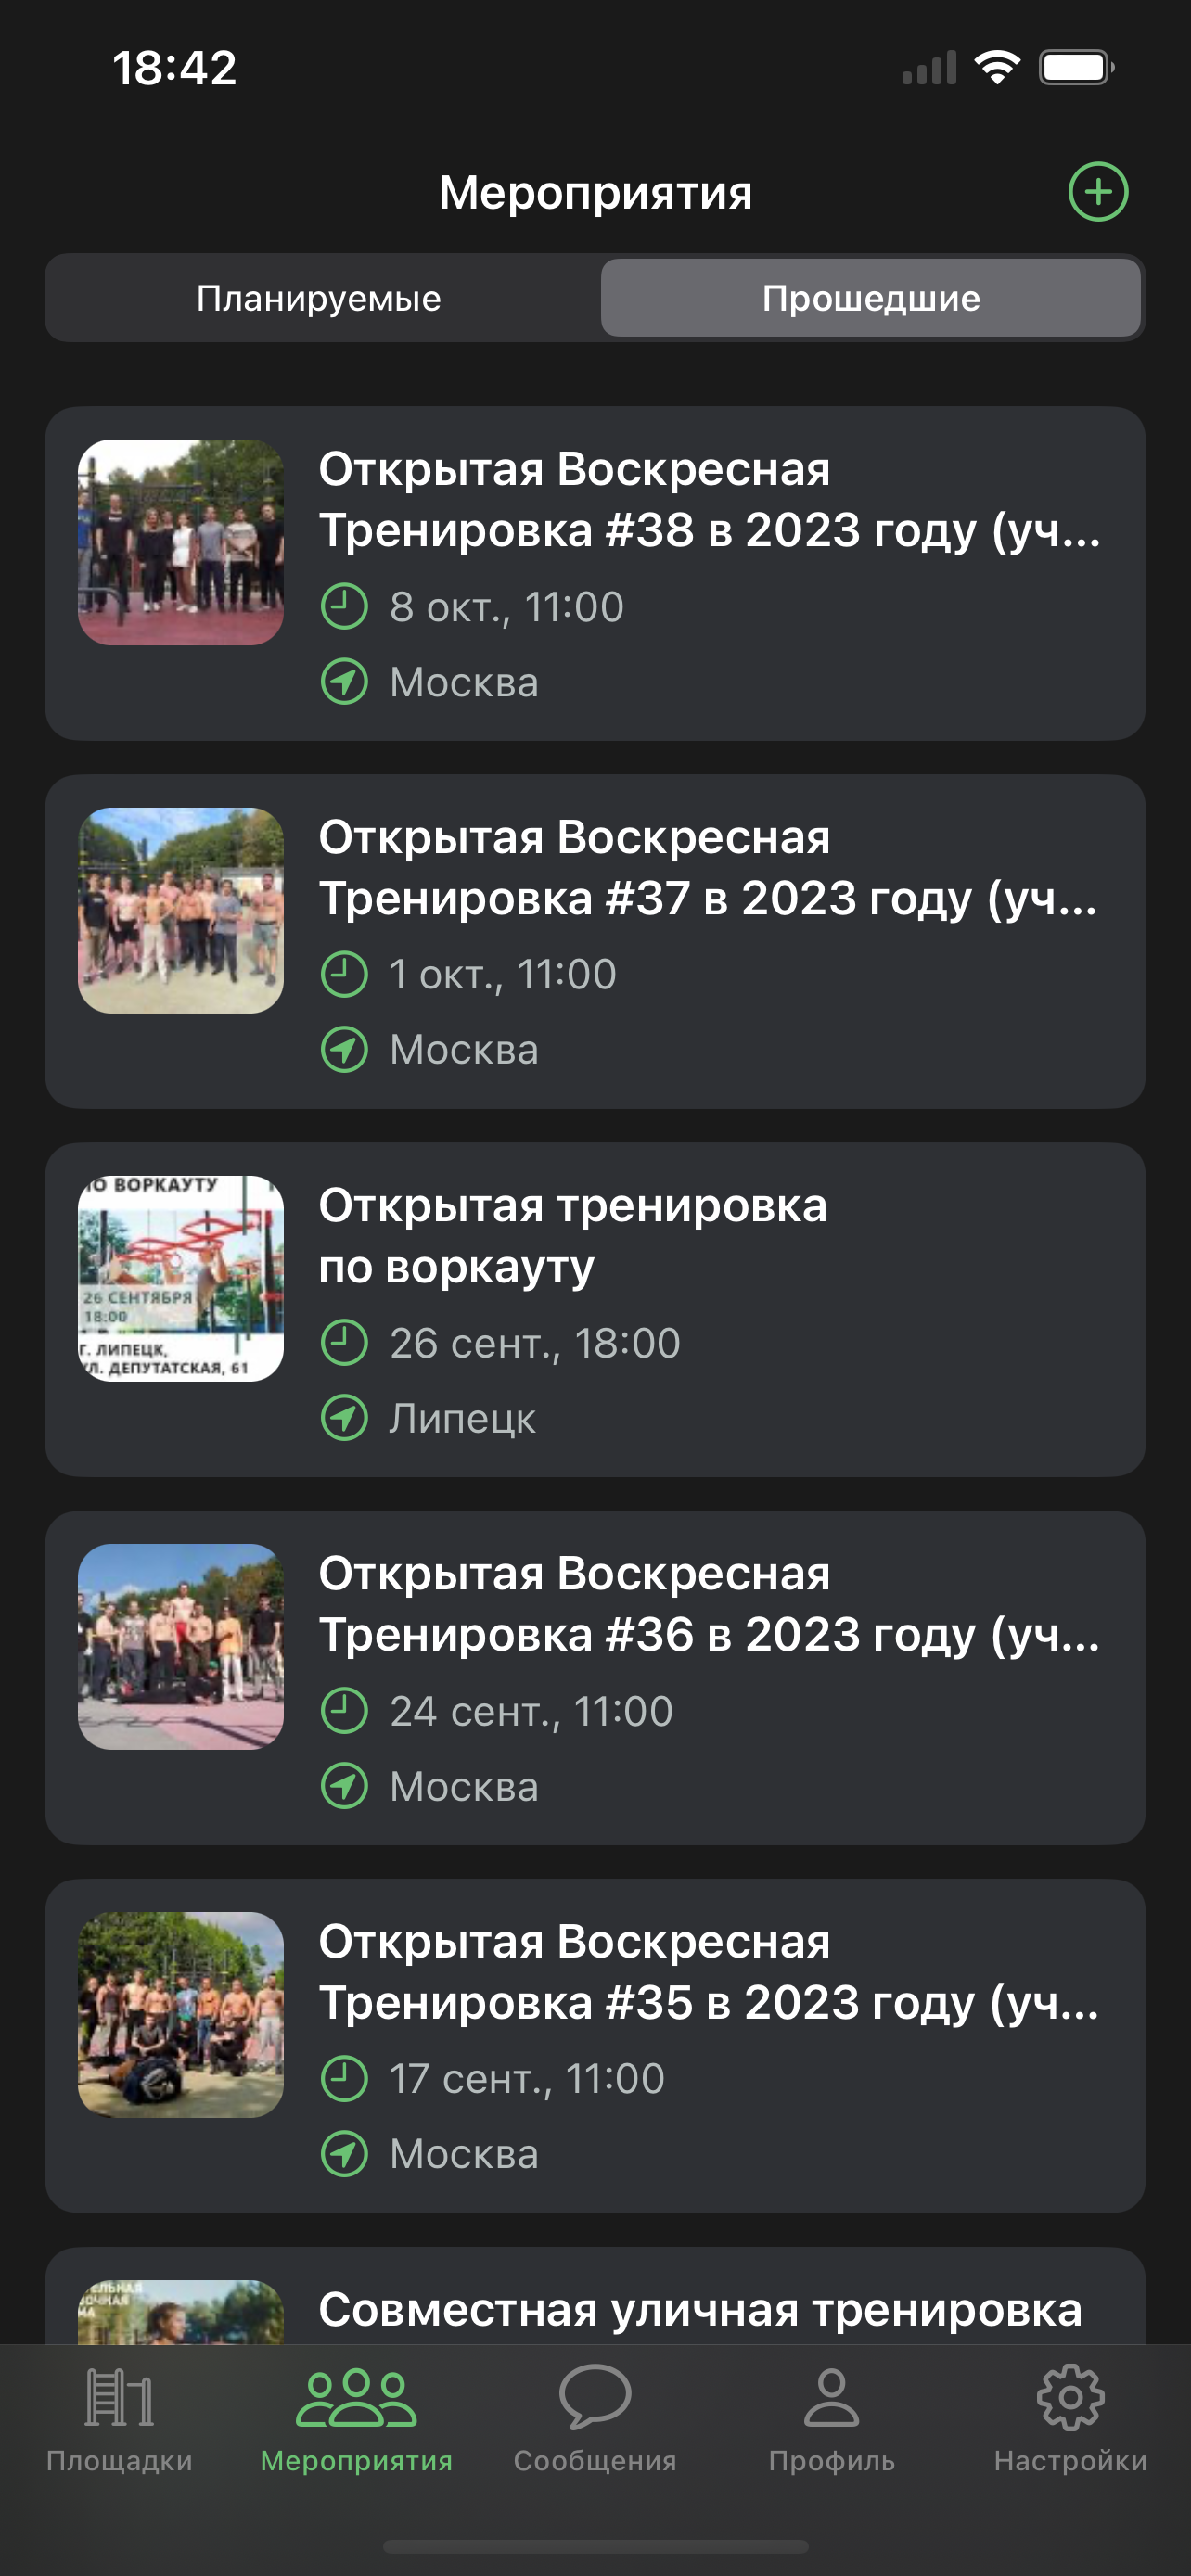 18:42
Мероприятия
Планируемые
Прошедшие
Открытая Воскресная
Тренировка #38 в 2023 году (уч...
8 окт., 11:00
Москва
Открытая Воскресная
Тренировка #37 в 2023 году (уч...
1 окт., 11:00
Москва
О ВОРКАУТУ
26 СЕНТЯБРЯ
18:00
Г. ЛИПЕЦК,
УЛ. ДЕПУТАТСКАЯ, 61
Открытая тренировка
по воркауту
26 сент., 18:00
Липецк
Открытая Воскресная
Тренировка #36 в 2023 году (уч...
24 сент., 11:00
Москва
Открытая Воскресная
Тренировка #35 в 2023 году (уч...
17 сент., 11:00
Москва
Совместная уличная тренировка
Площадки
Мероприятия
Сообщения
Профиль
Настройки